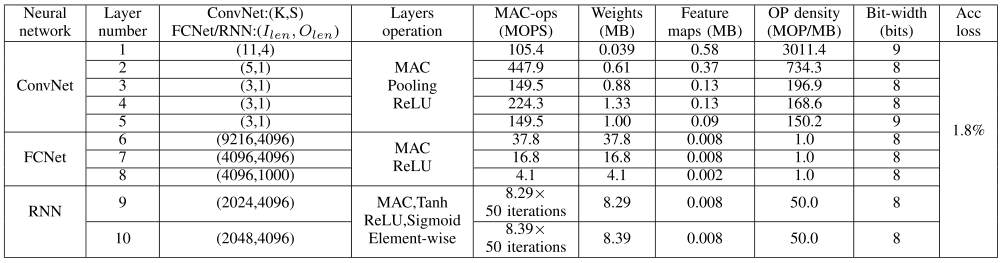 Neural network | Layer number | ConvNet:(K,S) FCNet/RNN:(I_len, O_len) | Layers operation | MAC-ops (MOPS) | Weights (MB) | Feature maps (MB) | OP density (MOP/MB) | Bit-width (bits) | Acc loss
ConvNet | 1 | (11,4) | MAC Pooling ReLU | 105.4 | 0.039 | 0.58 | 3011.4 | 9 | 1.8%
2 | (5,1) | 447.9 | 0.61 | 0.37 | 734.3 | 8
3 | (3,1) | 149.5 | 0.88 | 0.13 | 196.9 | 8
4 | (3,1) | 224.3 | 1.33 | 0.13 | 168.6 | 8
5 | (3,1) | 149.5 | 1.00 | 0.09 | 150.2 | 9
FCNet | 6 | (9216,4096) | MAC ReLU | 37.8 | 37.8 | 0.008 | 1.0 | 8
7 | (4096,4096) | 16.8 | 16.8 | 0.008 | 1.0 | 8
8 | (4096,1000) | 4.1 | 4.1 | 0.002 | 1.0 | 8
RNN | 9 | (2024,4096) | MAC,Tanh ReLU,Sigmoid Element-wise | 8.29× 50 iterations | 8.29 | 0.008 | 50.0 | 8
10 | (2048,4096) | 8.39× 50 iterations | 8.39 | 0.008 | 50.0 | 8